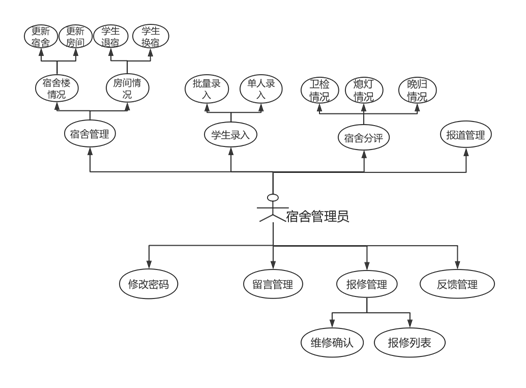 更新
宿舍
更新
房间
学生
退宿
学生
换宿
宿舍楼
情况
房间情
况
批量录
入
单人录
入
卫检
情况
熄灯
情况
晚归
情况
宿舍管理
学生录入
宿舍分评
报道管理
宿舍管理员
修改密码
留言管理
报修管理
反馈管理
维修确认
报修列表